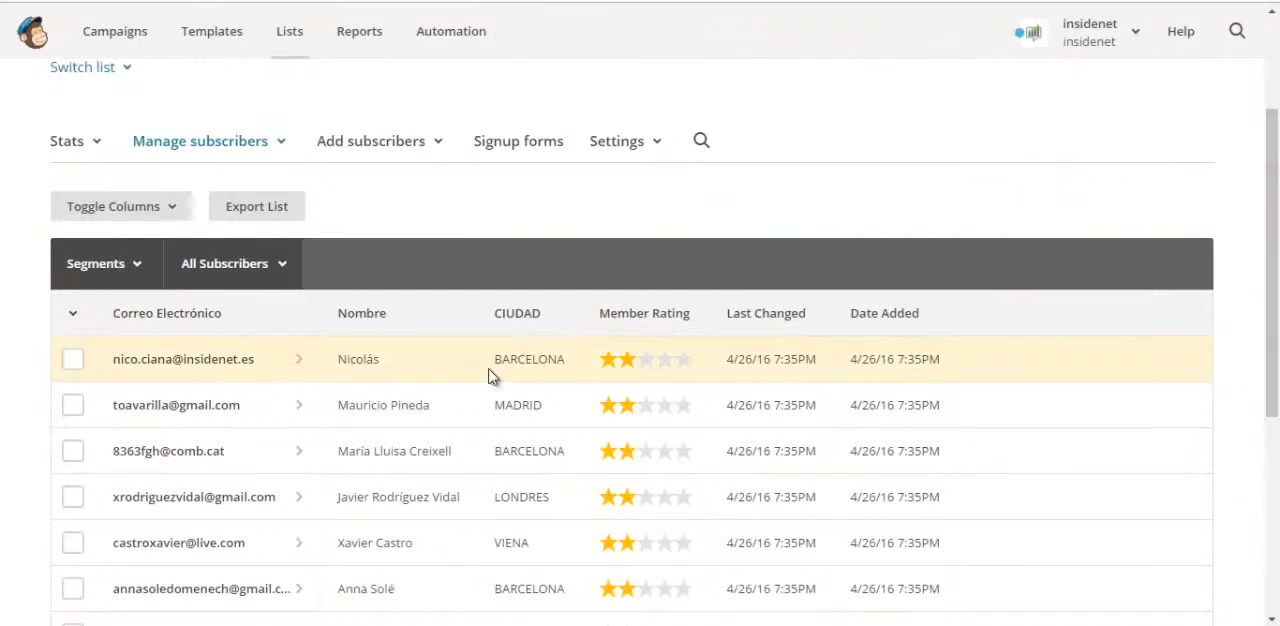 Campaigns Templates Lists Reports Automation insidenet Help
insidenet
Switch list
Stats Manage subscribers Add subscribers Signup forms Settings
Toggle Columns Export List
Segments All Subscribers
Correo Electrónico Nombre CIUDAD Member Rating Last Changed Date Added
nico.ciana@insidenet.es Nicolás BARCELONA 4/26/16 7:35PM 4/26/16 7:35PM
toavarilla@gmail.com Mauricio Pineda MADRID 4/26/16 7:35PM 4/26/16 7:35PM
8363fgh@comb.cat María Lluisa Creixell BARCELONA 4/26/16 7:35PM 4/26/16 7:35PM
xrodriguezvidal@gmail.com Javier Rodríguez Vidal LONDRES 4/26/16 7:35PM 4/26/16 7:35PM
castroxavier@live.com Xavier Castro VIENA 4/26/16 7:35PM 4/26/16 7:35PM
annasoledomenech@gmail.c... Anna Solé BARCELONA 4/26/16 7:35PM 4/26/16 7:35PM